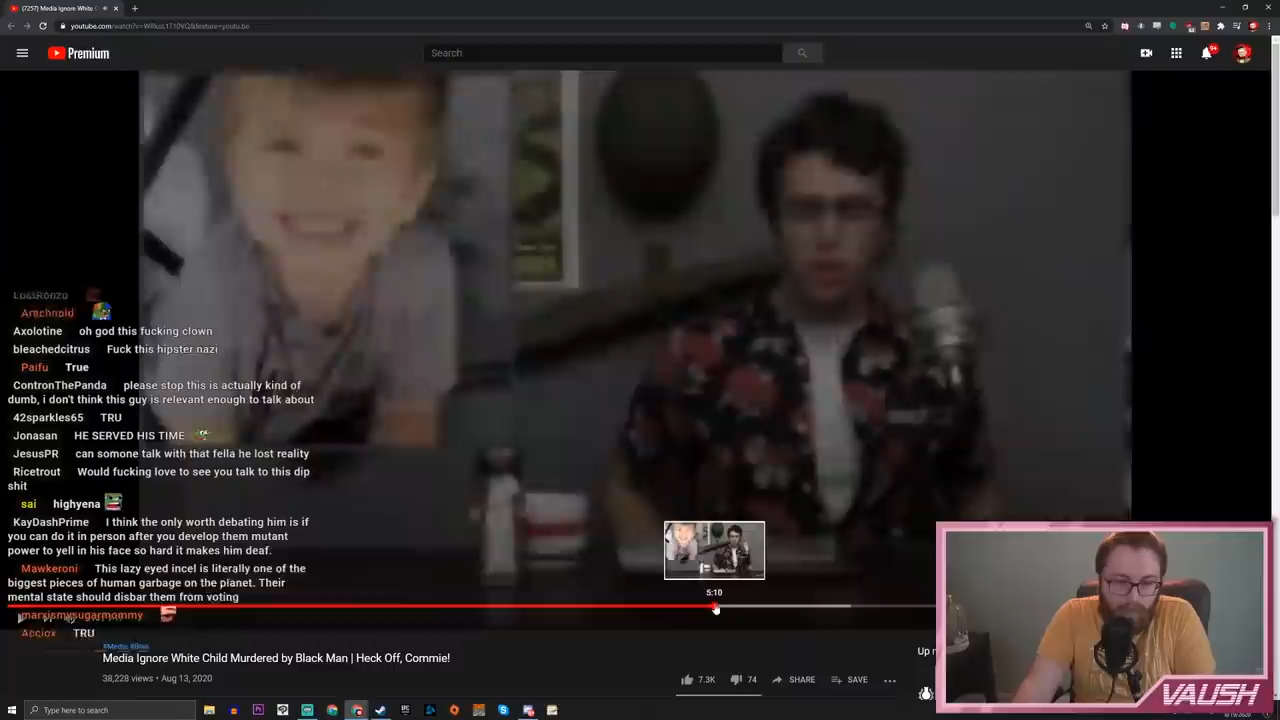 (7257) Media Ignore White C
youtube.com/watch?v=
Premium
Search
9+
LostRonzo
Arachnoid
Axolotine oh god this fucking clown
bleachedcitrus Fuck this hipster nazi
Paifu True
ContronThePanda please stop this is actually kind of
dumb, i don't think this guy is relevant enough to talk about
42sparkles65 TRU
Jonasan HE SERVED HIS TIME
JesusPR can somone talk with that fella he lost reality
Ricetrout Would fucking love to see you talk to this dip
shit
sai highyena
KayDashPrime I think the only worth debating him is if
you can do it in person after you develop them mutant
power to yell in his face so hard it makes him deaf.
Mawkeroni This lazy eyed incel is literally one of the
biggest pieces of human garbage on the planet. Their
mental state should disbar them from voting
marxismysugarmommy
Acciox TRU
5:10
#Media
Media Ignore White Child Murdered by Black Man | Heck Off, Commie!
38,228 views • Aug 13, 2020
7.3K
74
SHARE
SAVE
Up n
VAUSH
Type here to search